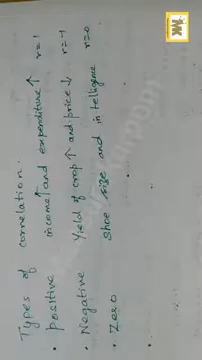 Types of correlation.
• positive income↑ and expenditure↑ r=1
• Negative Yield of crop↑ and price↓ r=-1
• Zero Shoe size and intelligence r=0
MK